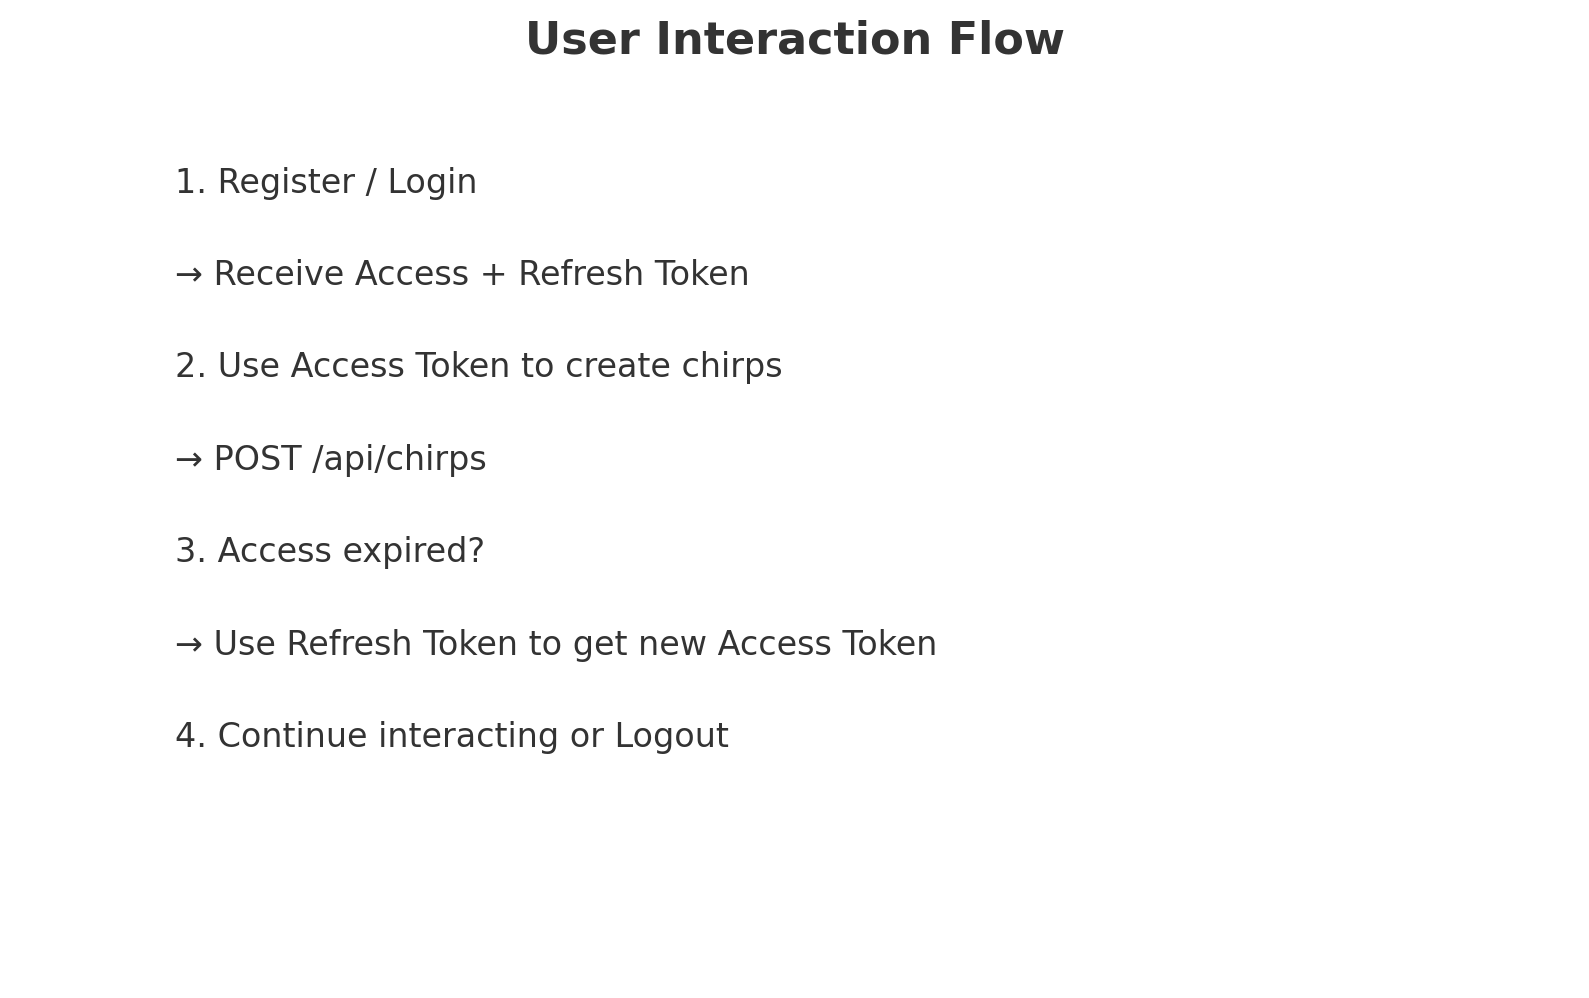 User Interaction Flow
1. Register / Login
→ Receive Access + Refresh Token
2. Use Access Token to create chirps
→ POST /api/chirps
3. Access expired?
→ Use Refresh Token to get new Access Token
4. Continue interacting or Logout